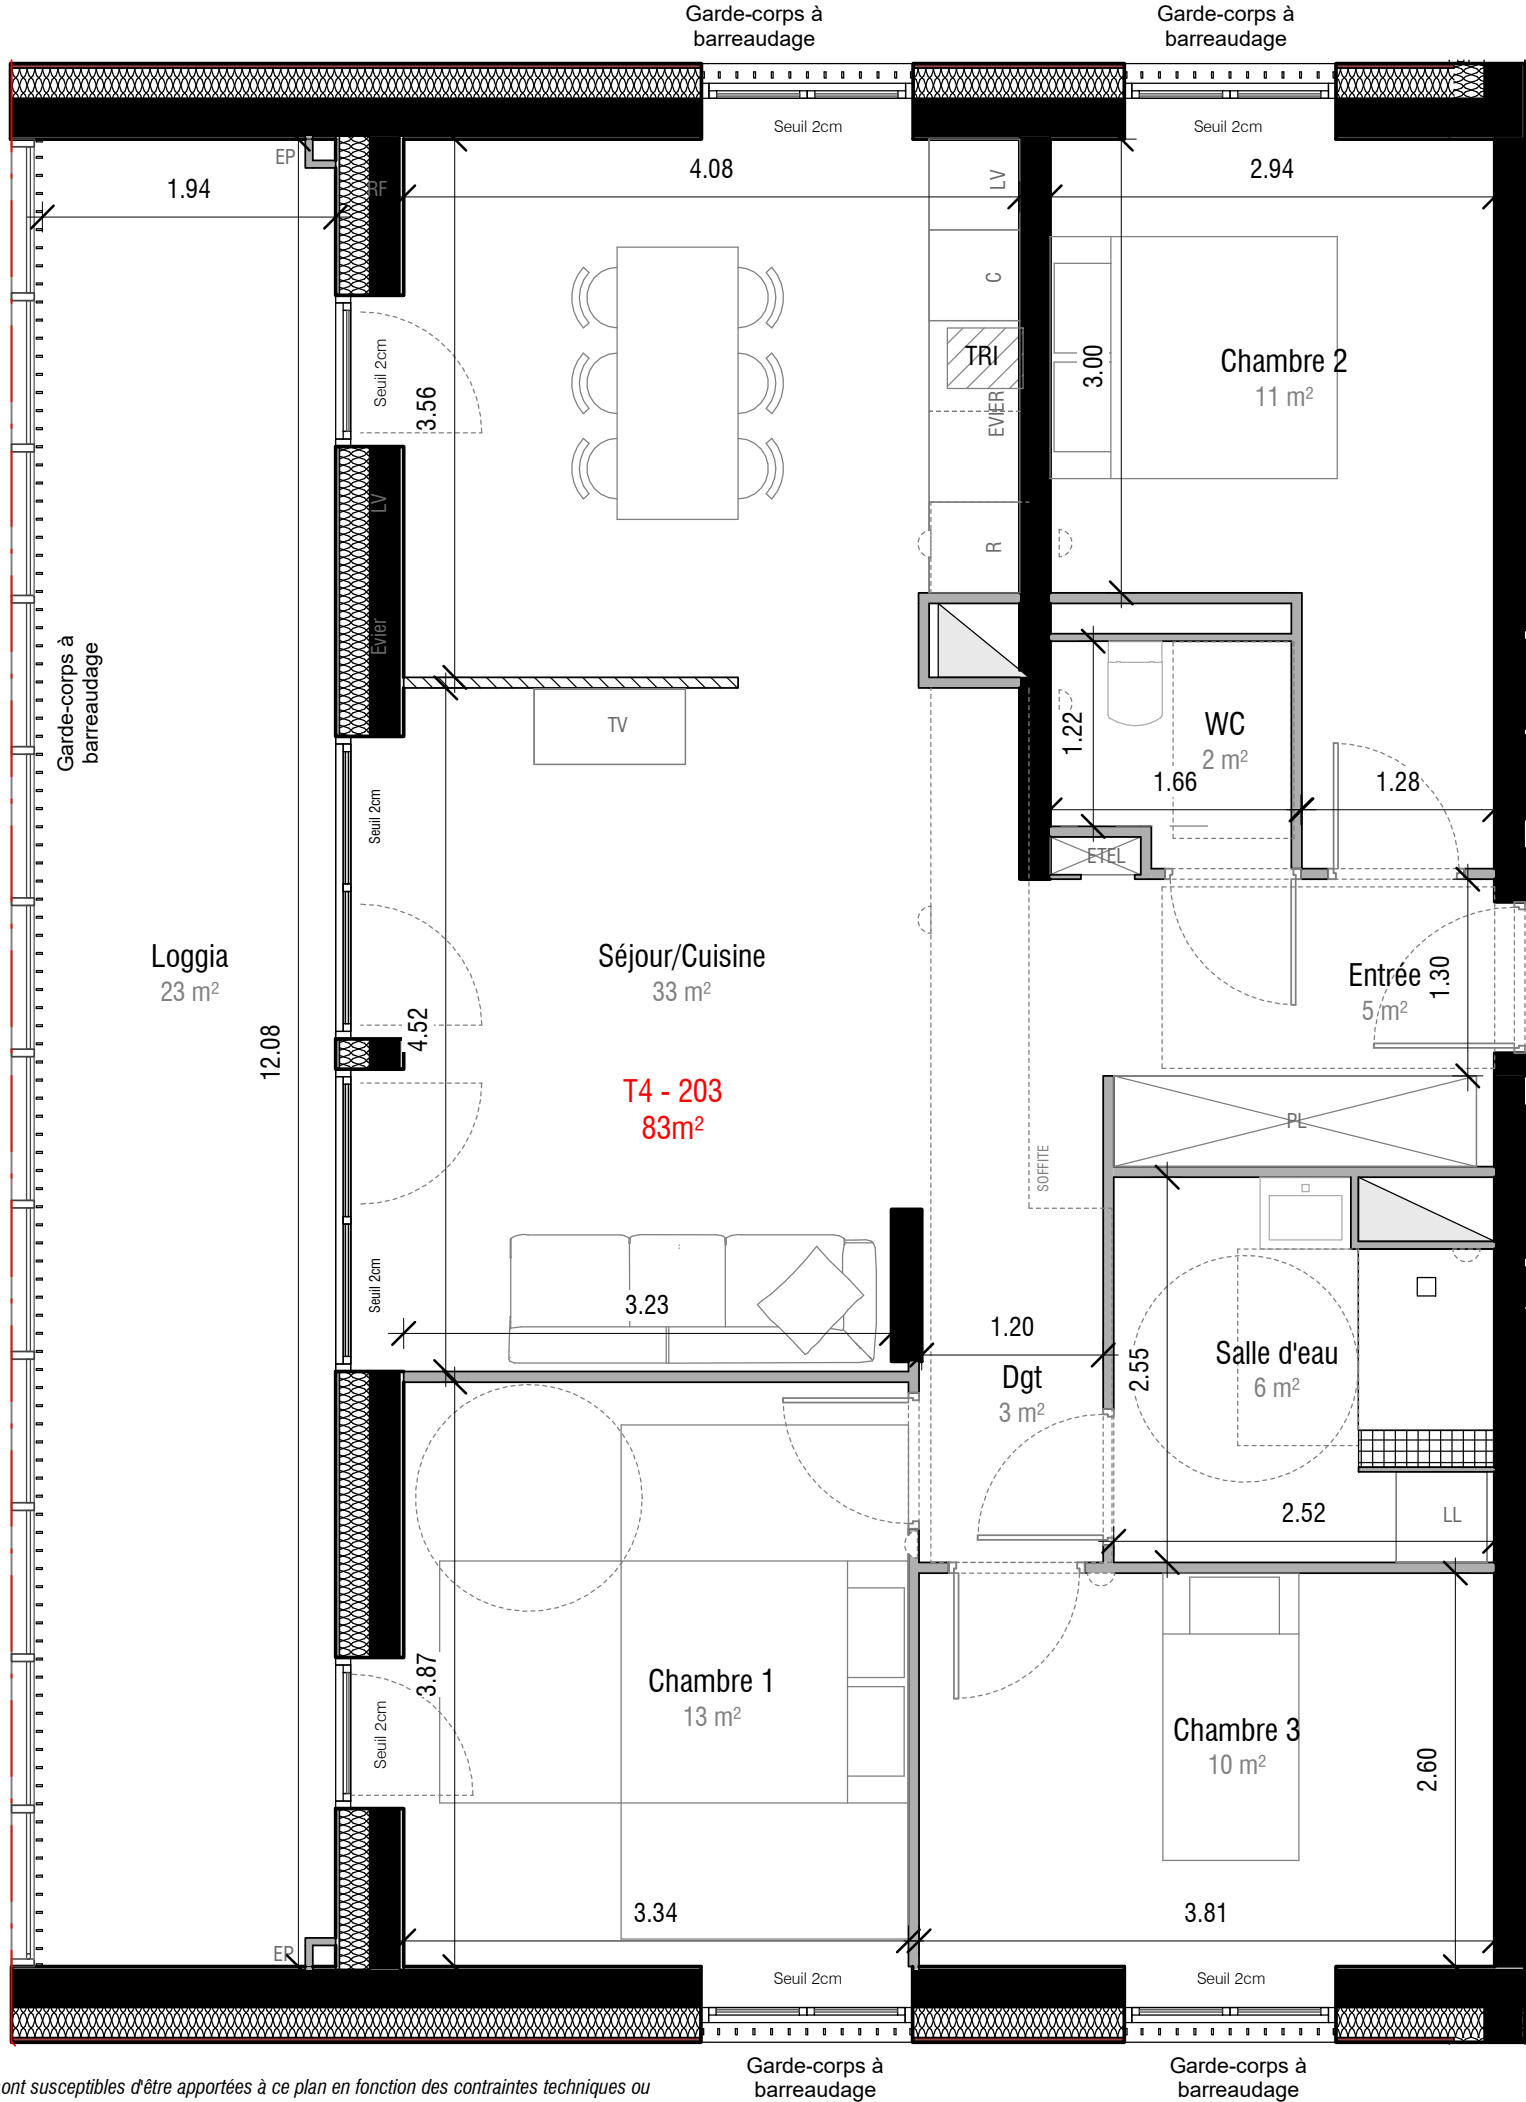 Garde-corps à
barreaudage
Garde-corps à
barreaudage
Seuil 2cm
Seuil 2cm
EP
1.94
RF
4.08
LV
2.94
C
Seuil 2cm
3.56
TRI
3.00
Chambre 2
11 m²
EVIER
LV
R
Evier
Garde-corps à
barreaudage
TV
1.22
WC
2 m²
1.66
1.28
Seuil 2cm
ETEL
Loggia
23 m²
Séjour/Cuisine
33 m²
Entrée
5 m²
1.30
12.08
4.52
T4 - 203
83m²
PL
SOFFITE
Seuil 2cm
3.23
1.20
Dgt
3 m²
2.55
Salle d'eau
6 m²
2.52
LL
3.87
Chambre 1
13 m²
Seuil 2cm
Chambre 3
10 m²
2.60
3.34
3.81
EP
Seuil 2cm
Seuil 2cm
Garde-corps à
barreaudage
Garde-corps à
barreaudage
ont susceptibles d'être apportées à ce plan en fonction des contraintes techniques ou